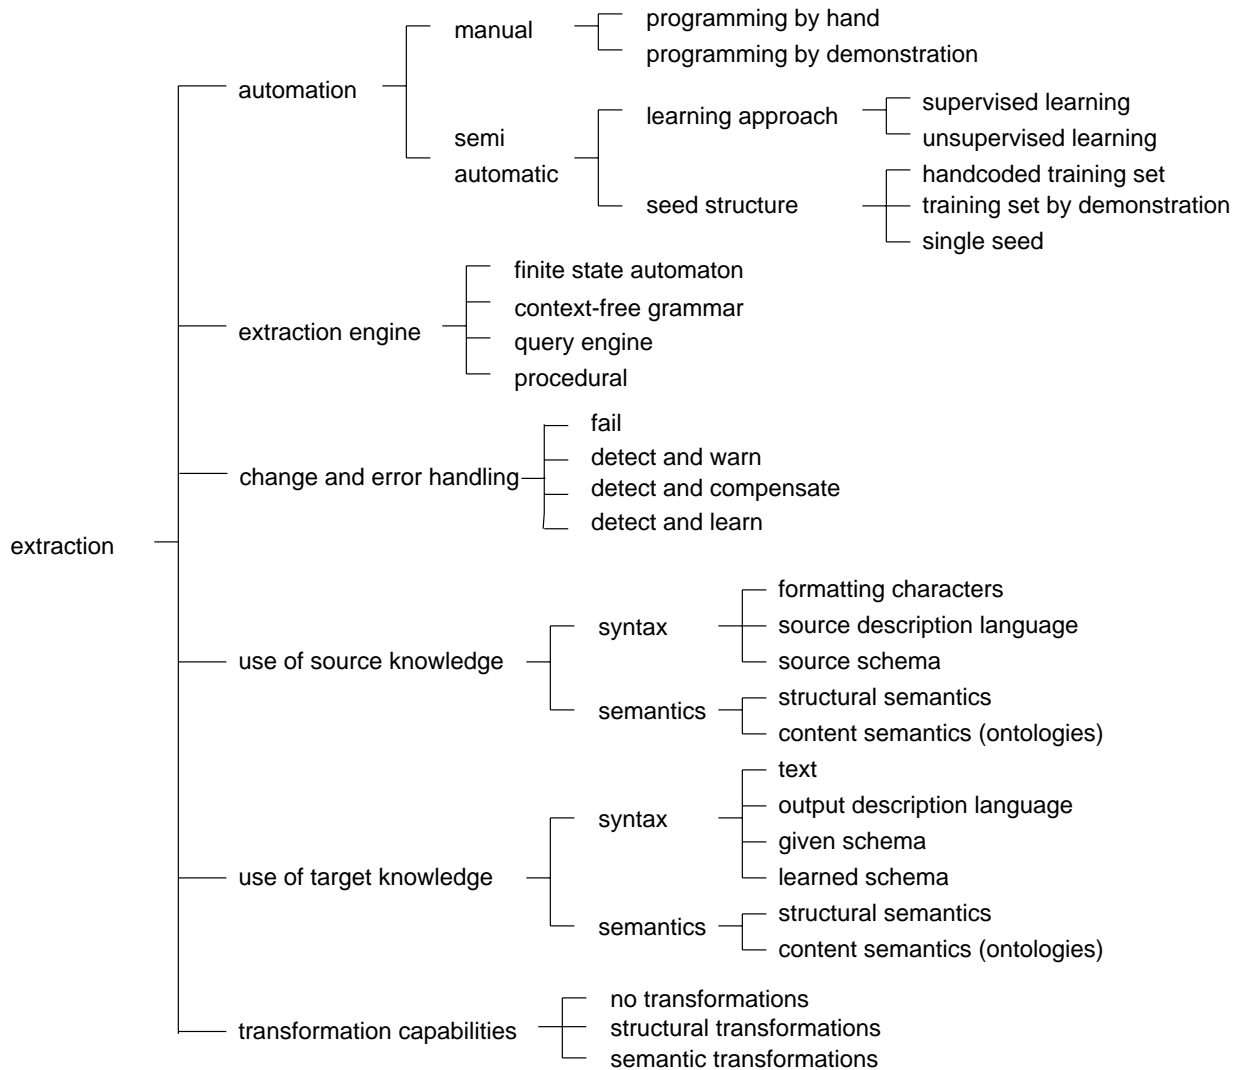 manual
programming by hand
programming by demonstration
automation
learning approach
supervised learning
unsupervised learning
semi
automatic
handcoded training set
seed structure
training set by demonstration
single seed
finite state automaton
context-free grammar
extraction engine
query engine
procedural
fail
detect and warn
change and error handling
detect and compensate
detect and learn
extraction
formatting characters
syntax
source description language
source schema
use of source knowledge
structural semantics
semantics
content semantics (ontologies)
text
output description language
syntax
given schema
learned schema
use of target knowledge
structural semantics
semantics
content semantics (ontologies)
no transformations
transformation capabilities
structural transformations
semantic transformations